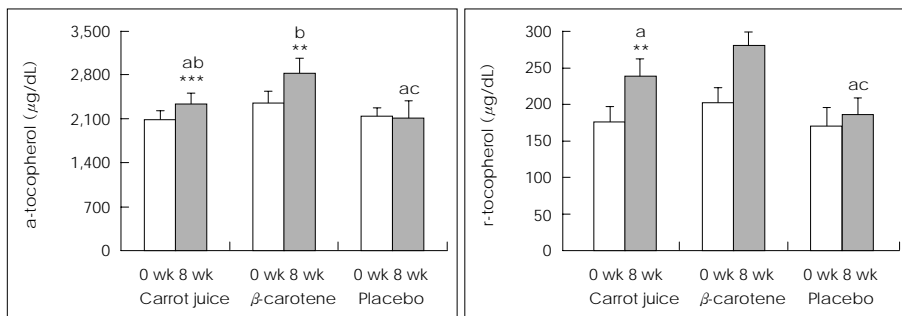 a-tocopherol (μg/dL)
3,500
2,800
2,100
1,400
700
0
ab
***
b
**
ac
0 wk 8 wk 0 wk 8 wk 0 wk 8 wk
Carrot juice β-carotene Placebo
r-tocopherol (μg/dL)
300
250
200
150
100
50
0
a
**
ac
0 wk 8 wk 0 wk 8 wk 0 wk 8 wk
Carrot juice β-carotene Placebo